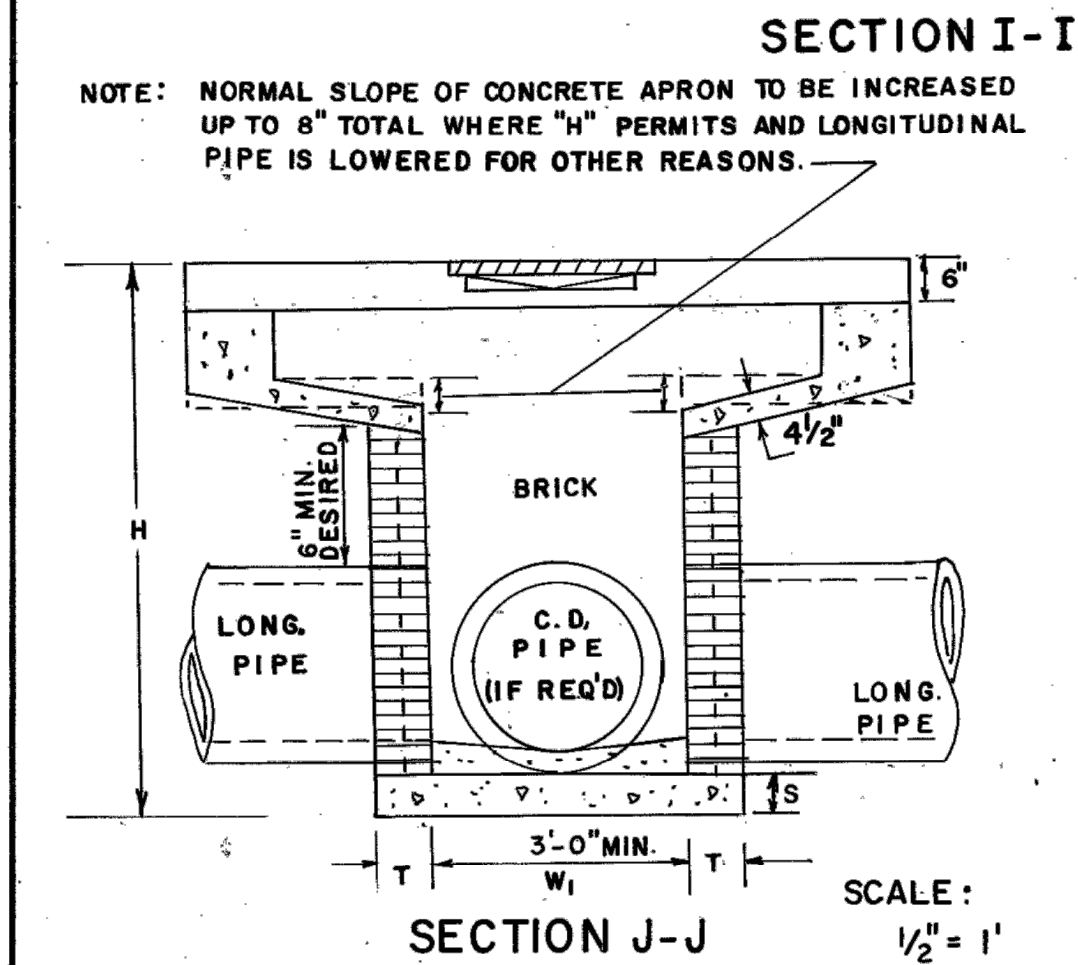 SECTION I-I
NOTE: NORMAL SLOPE OF CONCRETE APRON TO BE INCREASED
UP TO 8" TOTAL WHERE "H" PERMITS AND LONGITUDINAL
PIPE IS LOWERED FOR OTHER REASONS.
6"
4 1/2"
6" MIN.
DESIRED
BRICK
H
LONG.
PIPE
C.D.
PIPE
(IF REQ'D)
LONG.
PIPE
S
3'-0" MIN.
T
W1
T
SCALE:
1/2" = 1'
SECTION J-J